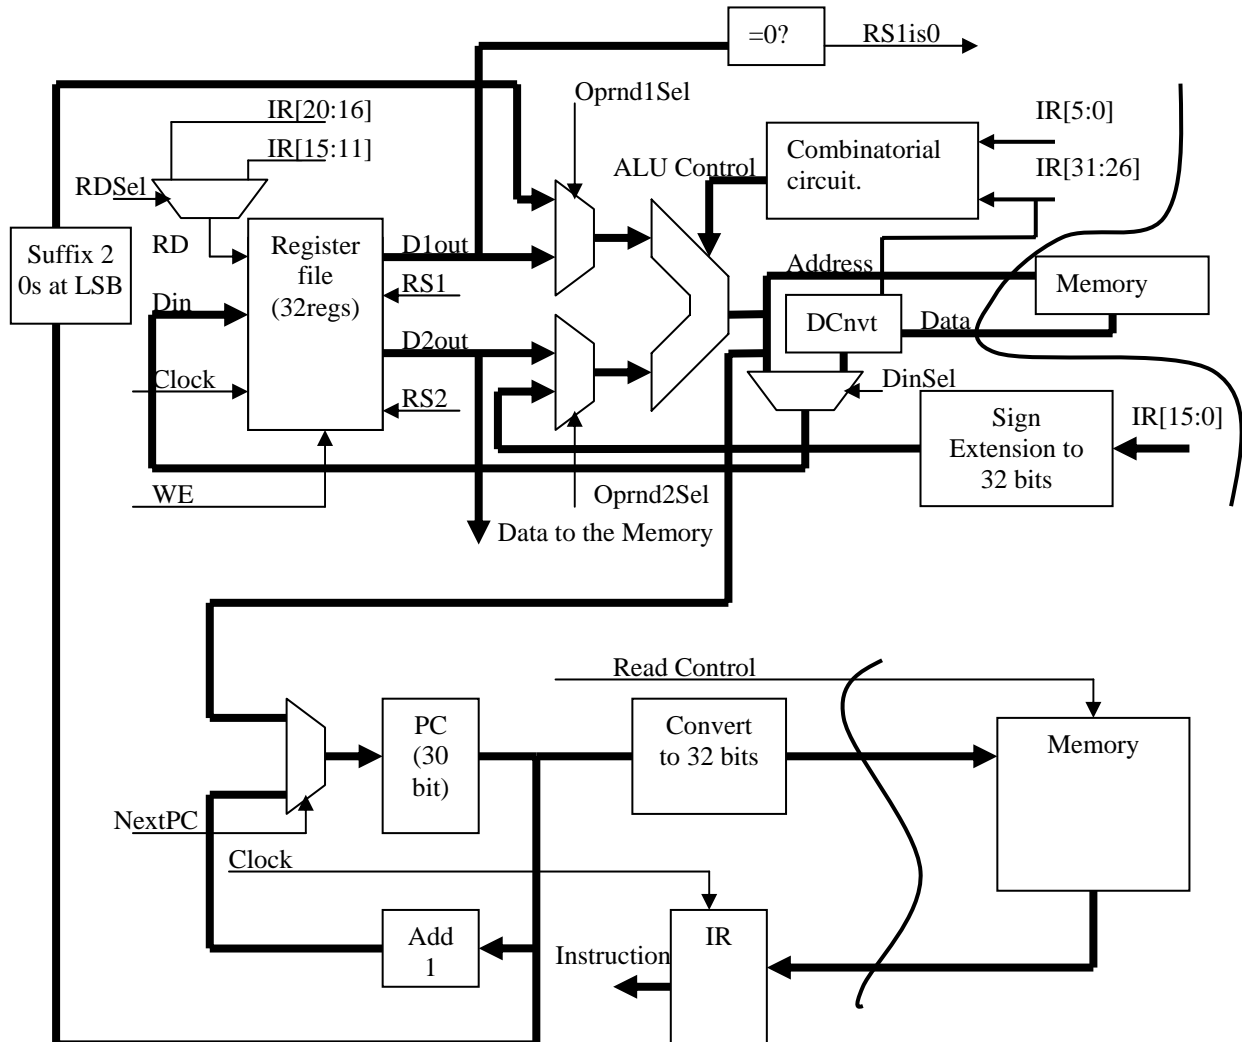 =0?
RS1is0
Oprnd1Sel
IR[20:16]
IR[15:11]
IR[5:0]
IR[31:26]
Combinatorial
circuit.
ALU Control
RDSel
RD
Suffix 2
0s at LSB
Register
file
(32regs)
D1out
RS1
Din
D2out
Clock
RS2
WE
Address
Memory
DCnvt
Data
DinSel
Sign
Extension to
32 bits
IR[15:0]
Oprnd2Sel
Data to the Memory
Read Control
PC
(30
bit)
Convert
to 32 bits
Memory
NextPC
Clock
Add
1
Instruction
IR